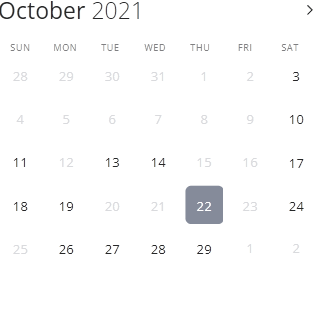 October 2021
SUN MON TUE WED THU FRI SAT
28 29 30 31 1 2 3
4 5 6 7 8 9 10
11 12 13 14 15 16 17
18 19 20 21 22 23 24
25 26 27 28 29 1 2